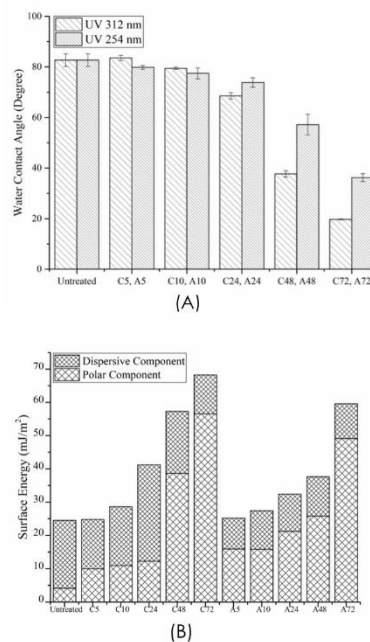 UV 312 nm
UV 254 nm
100
80
60
40
20
0
Water Contact Angle (Degree)
Untreated C5, A5 C10, A10 C24, A24 C48, A48 C72, A72
(A)
Dispersive Component
Polar Component
70
60
50
40
30
20
10
0
Surface Energy (mJ/m²)
Untreated C5 C10 C24 C48 C72 A5 A10 A24 A48 A72
(B)